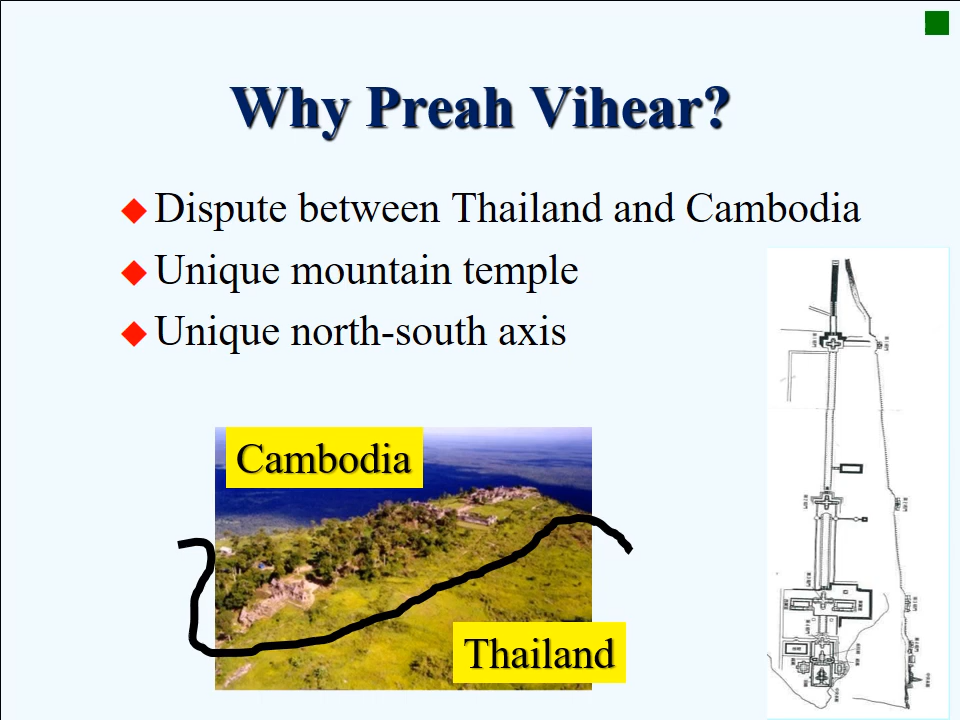 Why Preah Vihear?
Dispute between Thailand and Cambodia
Unique mountain temple
Unique north-south axis
Cambodia
Thailand